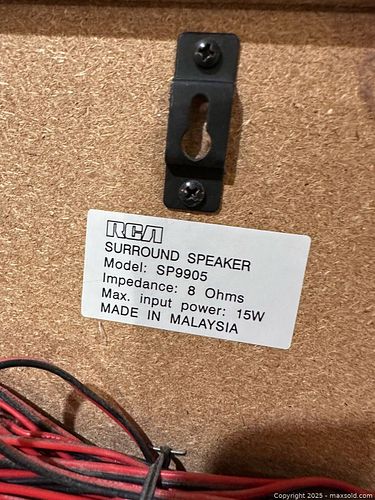 RCA
SURROUND SPEAKER
Model: SP9905
Impedance: 8 Ohms
Max. input power: 15W
MADE IN MALAYSIA
Copyright 2025 - maxsold.com